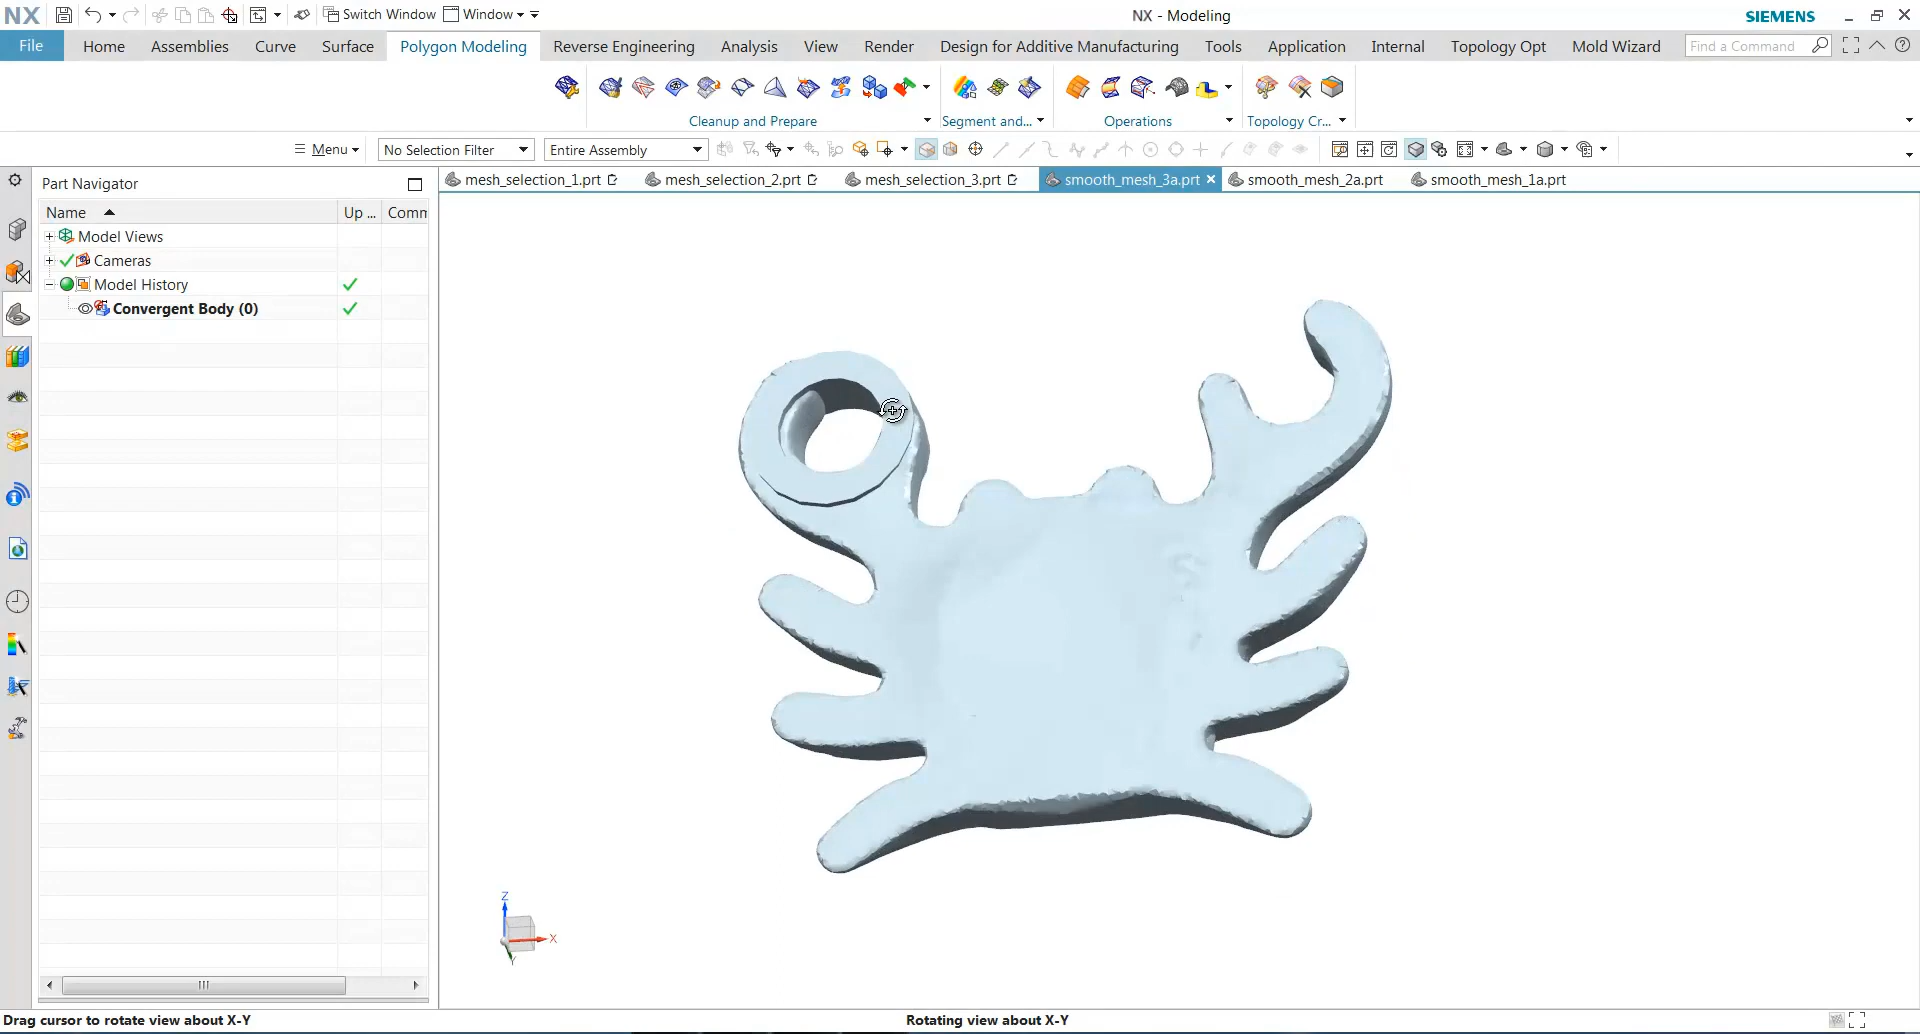 NX Switch Window Window NX - Modeling SIEMENS
File Home Assemblies Curve Surface Polygon Modeling Reverse Engineering Analysis View Render Design for Additive Manufacturing Tools Application Internal Topology Opt Mold Wizard Find a Command
Cleanup and Prepare Segment and... Operations Topology Cr...
Menu No Selection Filter Entire Assembly
Part Navigator mesh_selection_1.prt mesh_selection_2.prt mesh_selection_3.prt smooth_mesh_3a.prt smooth_mesh_2a.prt smooth_mesh_1a.prt
Name Up ... Comm
Model Views
Cameras
Model History
Convergent Body (0)
Z
X
Y
Drag cursor to rotate view about X-Y Rotating view about X-Y